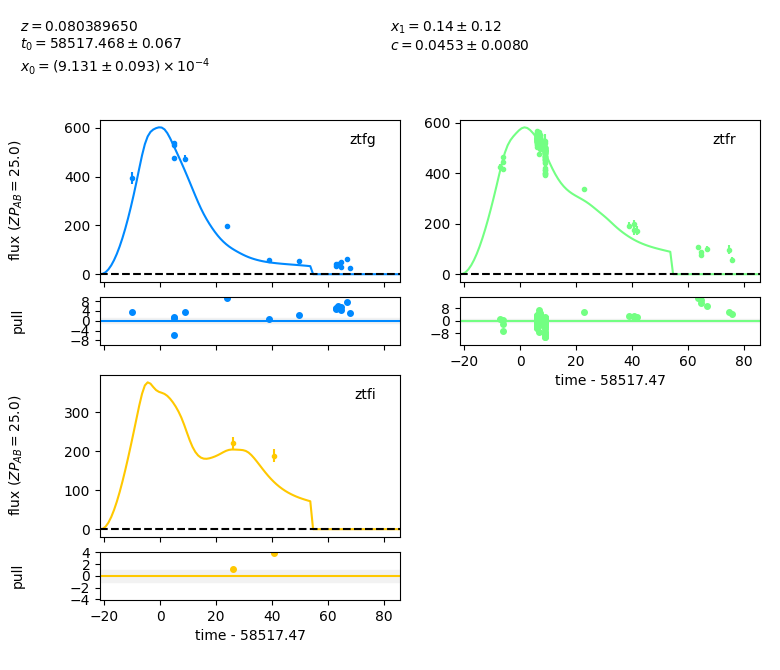 z = 0.080389650
t₀ = 58517.468 ± 0.067
x₀ = (9.131 ± 0.093) × 10⁻⁴
x₁ = 0.14 ± 0.12
c = 0.0453 ± 0.0080
ztfg
flux (ZP_AB = 25.0)
600
400
200
0
pull
8
4
0
−4
−8
ztfr
600
400
200
0
8
0
−8
−20 0 20 40 60 80
time - 58517.47
ztfi
flux (ZP_AB = 25.0)
300
200
100
0
pull
4
2
0
−2
−4
−20 0 20 40 60 80
time - 58517.47